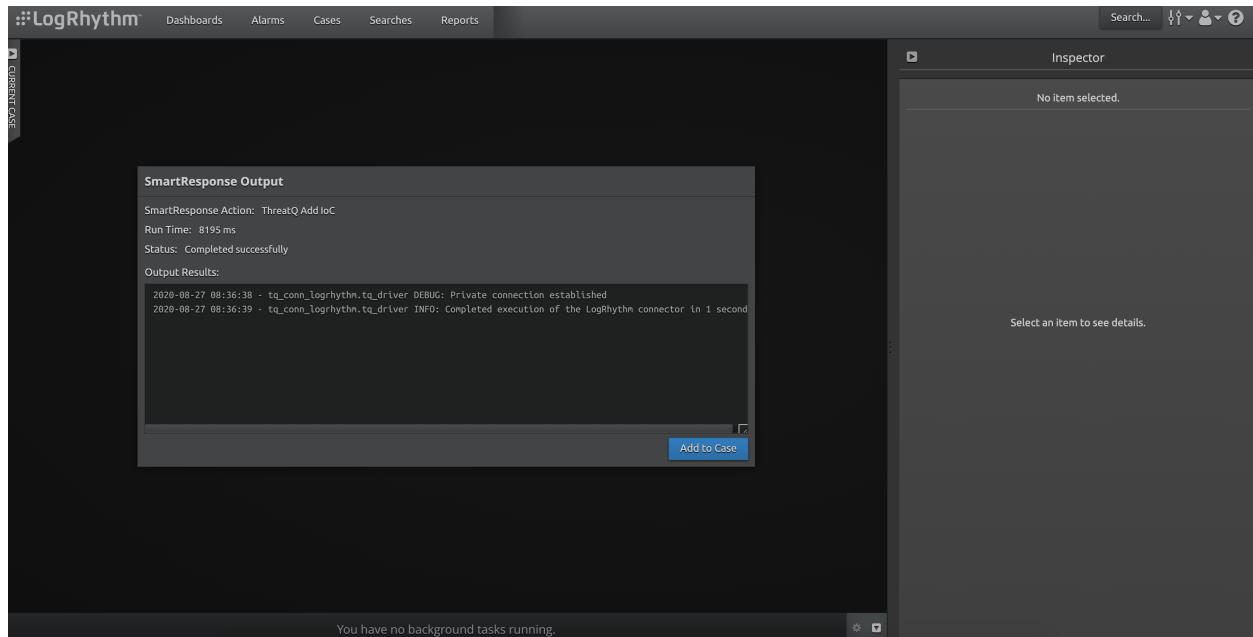 LogRhythm Dashboards Alarms Cases Searches Reports Search...
CURRENT CASE
Inspector
No item selected.
SmartResponse Output
SmartResponse Action: ThreatQ Add IoC
Run Time: 8195 ms
Status: Completed successfully
Output Results:
2020-08-27 08:36:38 - tq_conn_logrhythm.tq_driver DEBUG: Private connection established
2020-08-27 08:36:39 - tq_conn_logrhythm.tq_driver INFO: Completed execution of the LogRhythm connector in 1 second
Select an item to see details.
Add to Case
You have no background tasks running.